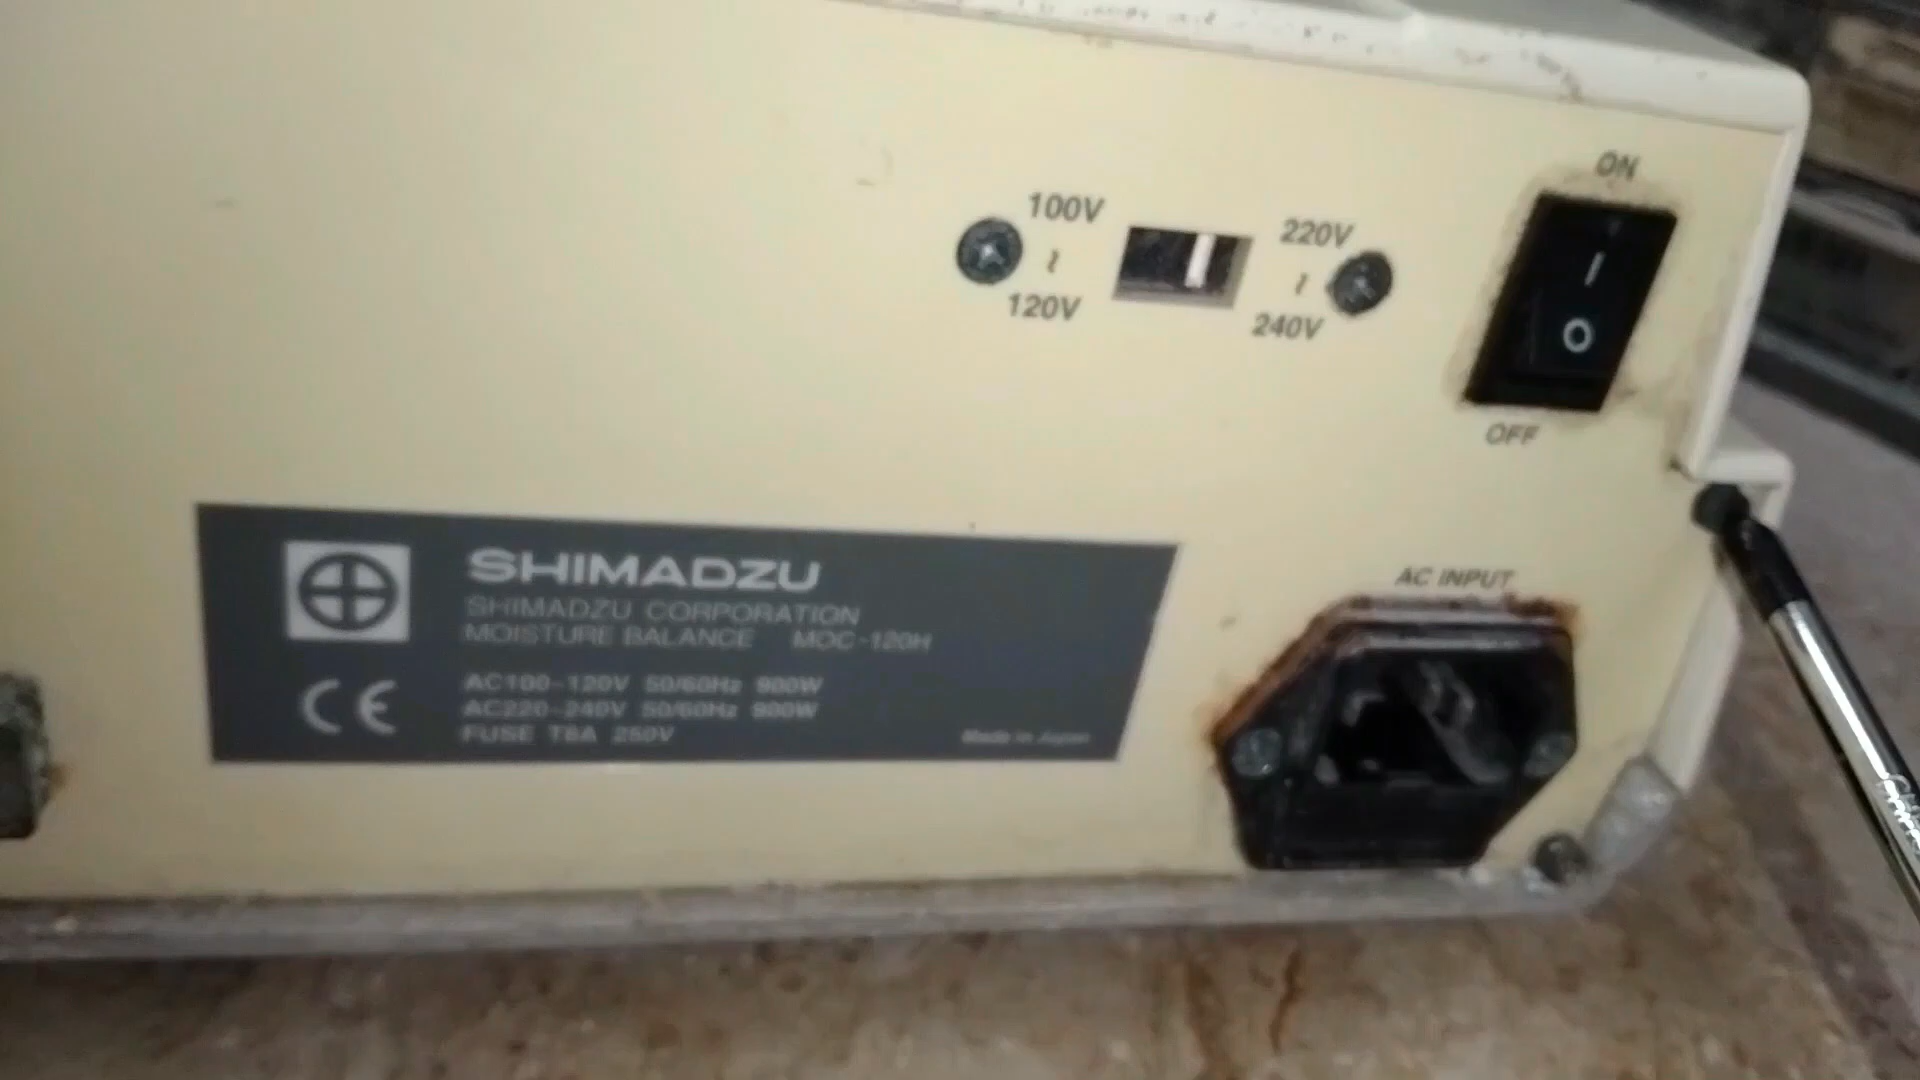 ON
100V
~
120V
220V
~
240V
I
O
OFF
SHIMADZU
SHIMADZU CORPORATION
MOISTURE BALANCE MOC-120H
CE
AC100-120V 50/60Hz 900W
AC220-240V 50/60Hz 900W
FUSE T8A 250V
Made in Japan
AC INPUT